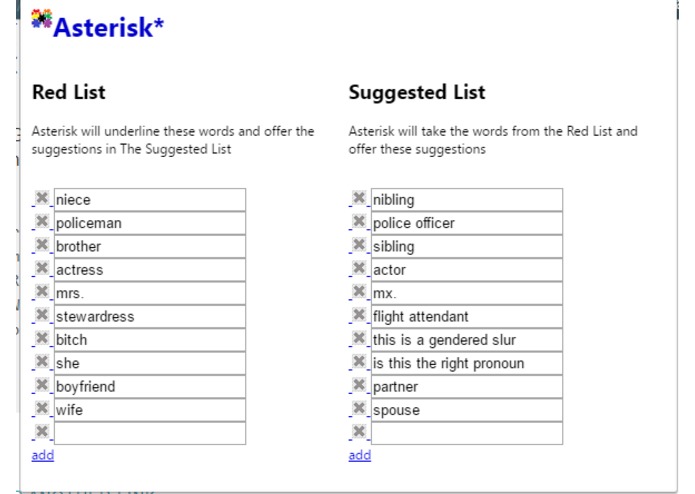 Asterisk*
Red List
Asterisk will underline these words and offer the
suggestions in The Suggested List
niece
policeman
brother
actress
mrs.
stewardress
bitch
she
boyfriend
wife
add
Suggested List
Asterisk will take the words from the Red List and
offer these suggestions
nibling
police officer
sibling
actor
mx.
flight attendant
this is a gendered slur
is this the right pronoun
partner
spouse
add